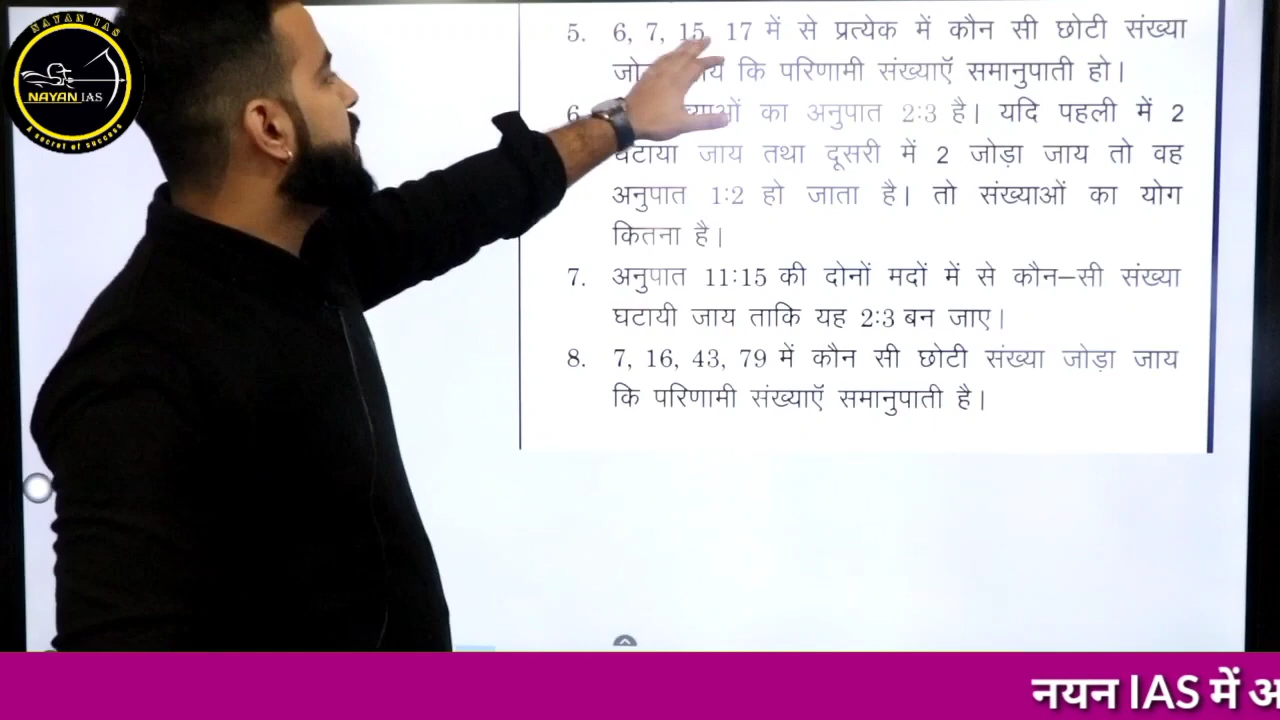 NAYAN IAS
NAYAN IAS
A secret of success
5. 6, 7, 15, 17 में से प्रत्येक में कौन सी छोटी संख्या
कि परिणामी संख्याएँ समानुपाती हो।
6. का अनुपात 2:3 है। यदि पहली में 2
घटाया जाय तथा दूसरी में 2 जोड़ा जाय तो वह
अनुपात 1:2 हो जाता है। तो संख्याओं का योग
कितना है।
7. अनुपात 11:15 की दोनों मदों में से कौन–सी संख्या
घटायी जाय ताकि यह 2:3 बन जाए।
8. 7, 16, 43, 79 में कौन सी छोटी संख्या जोड़ा जाय
कि परिणामी संख्याएँ समानुपाती है।
नयन IAS में